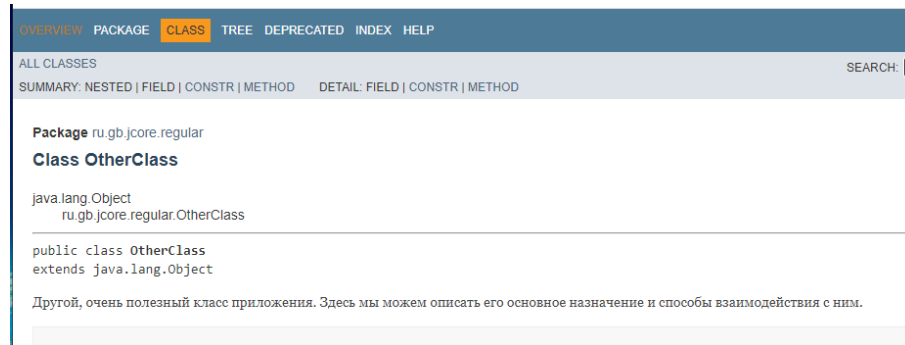 OVERVIEW PACKAGE CLASS TREE DEPRECATED INDEX HELP
ALL CLASSES
SEARCH:
SUMMARY: NESTED | FIELD | CONSTR | METHOD DETAIL: FIELD | CONSTR | METHOD
Package ru.gb.jcore.regular
Class OtherClass
java.lang.Object
ru.gb.jcore.regular.OtherClass
public class OtherClass
extends java.lang.Object
Другой, очень полезный класс приложения. Здесь мы можем описать его основное назначение и способы взаимодействия с ним.